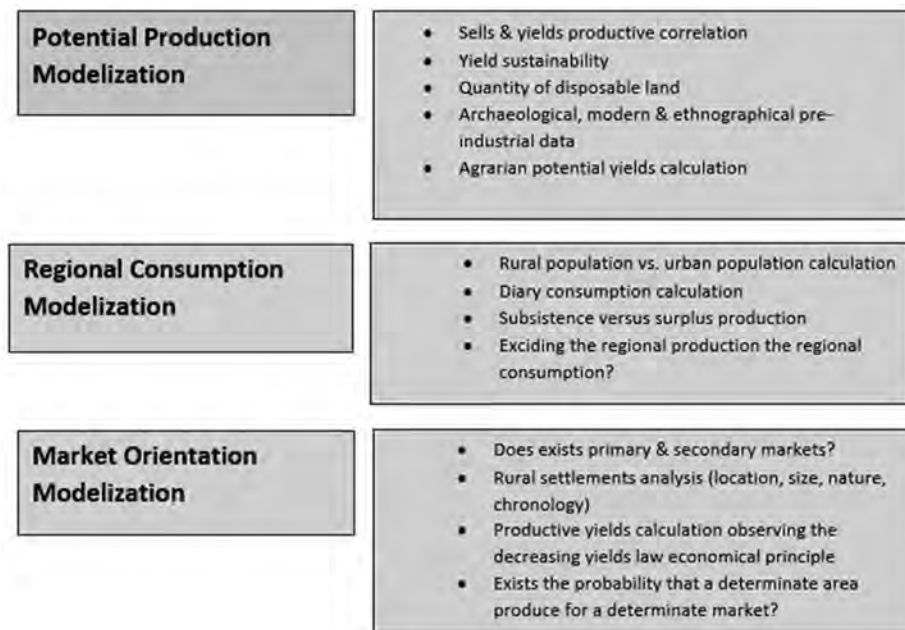 Potential Production
Modelization
• Sells & yields productive correlation
• Yield sustainability
• Quantity of disposable land
• Archaeological, modern & ethnographical pre-
industrial data
• Agrarian potential yields calculation
Regional Consumption
Modelization
• Rural population vs. urban population calculation
• Diary consumption calculation
• Subsistence versus surplus production
• Exciding the regional production the regional
consumption?
Market Orientation
Modelization
• Does exists primary & secondary markets?
• Rural settlements analysis (location, size, nature,
chronology)
• Productive yields calculation observing the
decreasing yields law economical principle
• Exists the probability that a determinate area
produce for a determinate market?